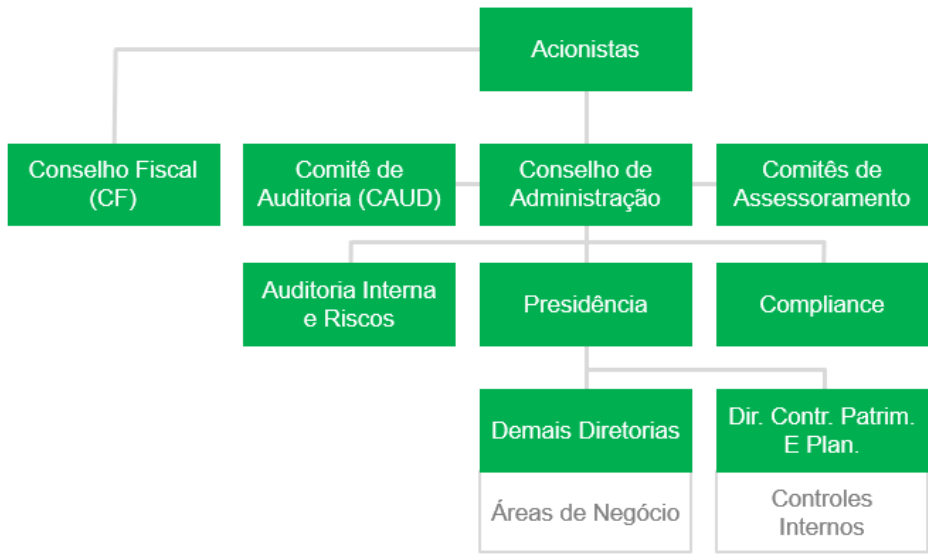 Acionistas
Conselho Fiscal
(CF)
Comitê de
Auditoria (CAUD)
Conselho de
Administração
Comitês de
Assessoramento
Auditoria Interna
e Riscos
Presidência
Compliance
Demais Diretorias
Dir. Contr. Patrim.
E Plan.
Áreas de Negócio
Controles
Internos